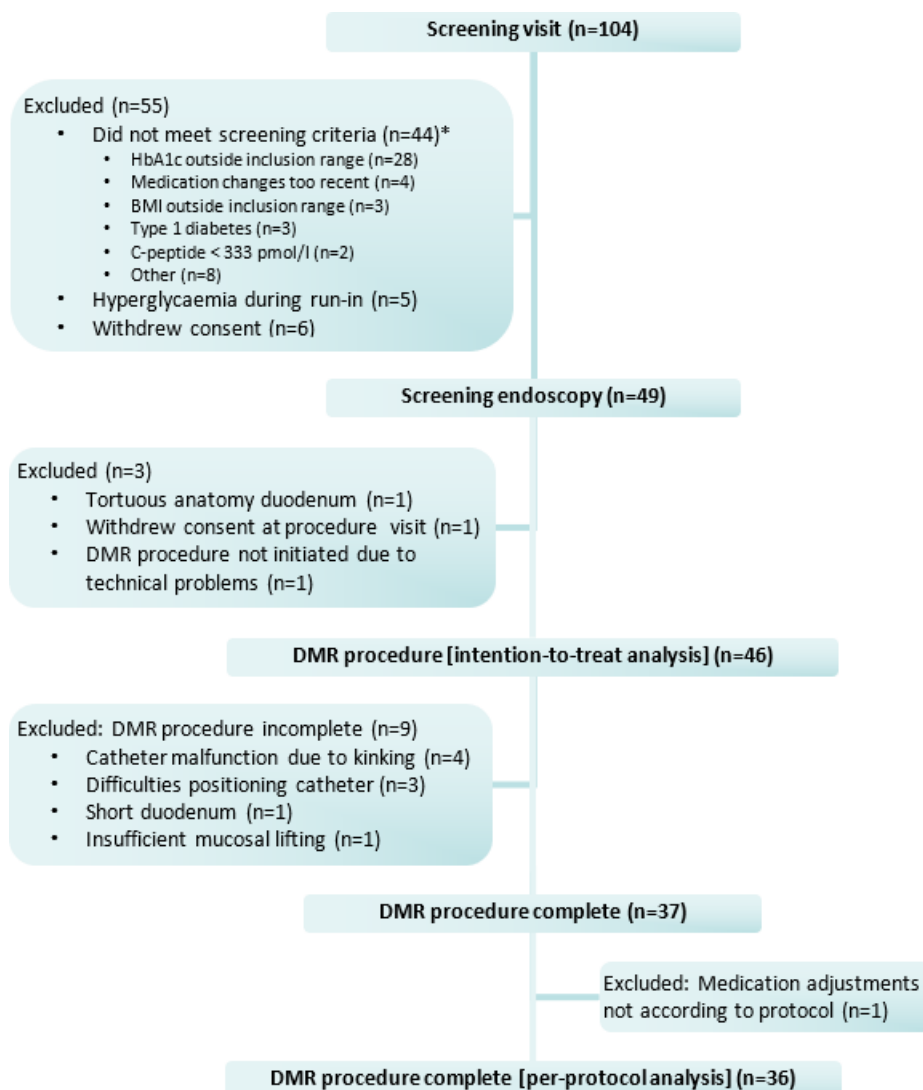 Screening visit (n=104)
Excluded (n=55)
• Did not meet screening criteria (n=44)*
• HbA1c outside inclusion range (n=28)
• Medication changes too recent (n=4)
• BMI outside inclusion range (n=3)
• Type 1 diabetes (n=3)
• C-peptide < 333 pmol/l (n=2)
• Other (n=8)
• Hyperglycaemia during run-in (n=5)
• Withdrew consent (n=6)
Screening endoscopy (n=49)
Excluded (n=3)
• Tortuous anatomy duodenum (n=1)
• Withdrew consent at procedure visit (n=1)
• DMR procedure not initiated due to
technical problems (n=1)
DMR procedure [intention-to-treat analysis] (n=46)
Excluded: DMR procedure incomplete (n=9)
• Catheter malfunction due to kinking (n=4)
• Difficulties positioning catheter (n=3)
• Short duodenum (n=1)
• Insufficient mucosal lifting (n=1)
DMR procedure complete (n=37)
Excluded: Medication adjustments
not according to protocol (n=1)
DMR procedure complete [per-protocol analysis] (n=36)